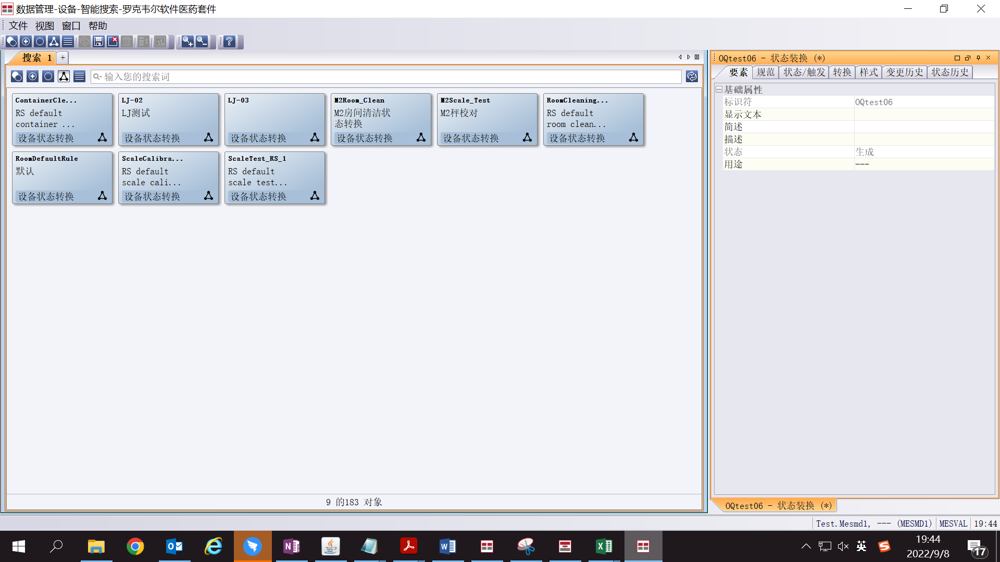 数据管理-设备-智能搜索-罗克韦尔软件医药套件
文件 视图 窗口 帮助
搜索 1 +
输入您的搜索词
ContainerCle...
RS default
container ...
设备状态转换
LJ-02
LJ测试
设备状态转换
LJ-03
设备状态转换
M2Room_Clean
M2房间清洁状
态转换
设备状态转换
M2Scale_Test
M2秤校对
设备状态转换
RoomCleaning...
RS default
room clean...
设备状态转换
RoomDefaultRule
默认
设备状态转换
ScaleCalibra...
RS default
scale cali...
设备状态转换
ScaleTest_RS_1
RS default
scale test...
设备状态转换
9 的183 对象
OQtest06 - 状态装换 (*)
要素 规范 状态/触发 转换 样式 变更历史 状态历史
基础属性
标识符 OQtest06
显示文本
简述
描述
状态 生成
用途 ---
OQtest06 - 状态装换 (*)
Test.Mesmd1, --- (MESMD1) MESVAL 19:44
英
19:44
2022/9/8
17